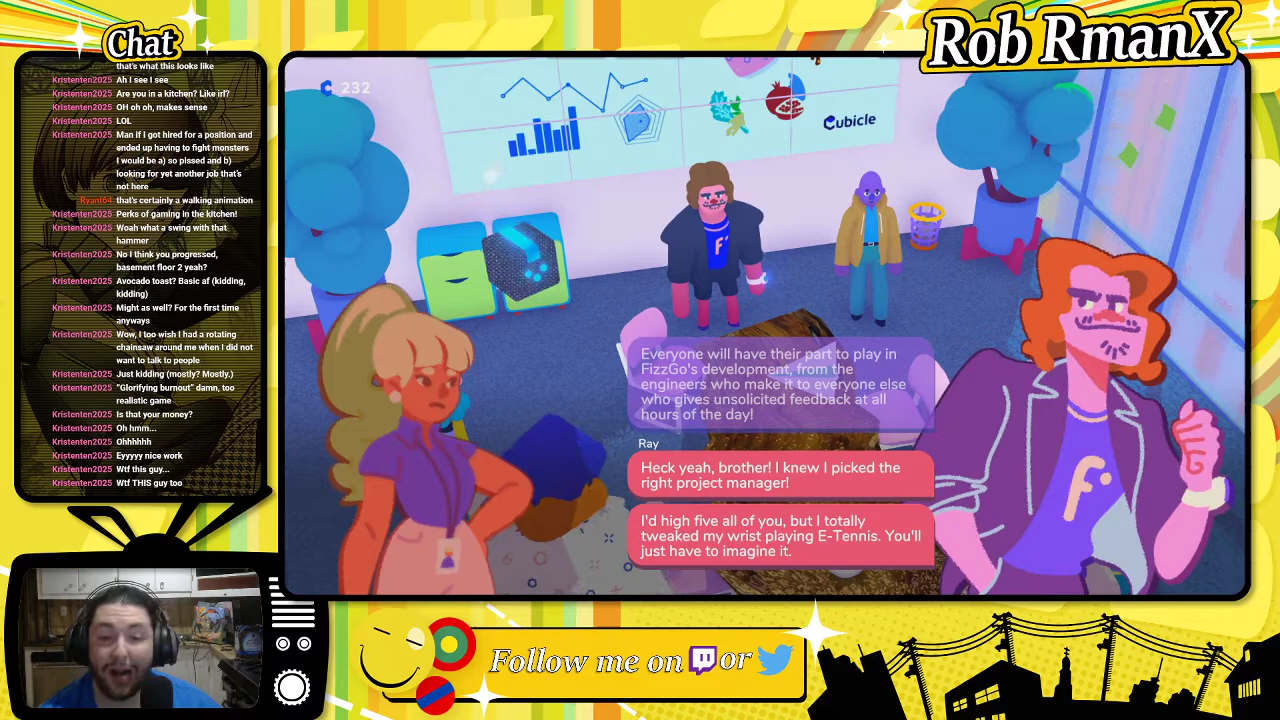 Chat
Rob RmanX
that's what this looks like
Kristenten2025 Ah i see I see
Kristenten2025 Are you in a kitchen? Like irl?
Kristenten2025 OH oh oh, makes sense
Kristenten2025 LOL
Kristenten2025 Man if I got hired for a position and
ended up having to fight monsters
I would be a) so pissed and b)
looking for yet another job that's
not here
Ryant64 that's certainly a walking animation
Kristenten2025 Perks of gaming in the kitchen!
Kristenten2025 Woah what a swing with that
hammer
Kristenten2025 No I think you progressed,
basement floor 2 yeah?
Kristenten2025 Avocado toast? Basic! (kidding,
kidding)
Kristenten2025 Might as well? For the first time
anyways
Kristenten2025 Wow, I too wish I had a rotating
chainsaw around me when I did not
want to talk to people
Kristenten2025 Just kidding (mostly? Mostly.)
Kristenten2025 "Glorifying burnout" damn, too
realistic game
Kristenten2025 Is that your money?
Kristenten2025 Oh hmm...
Kristenten2025 Ohhhhhh
Kristenten2025 Eyyyyy nice work
Kristenten2025 Wtf this guy...
Kristenten2025 Wtf THIS guy too
232
Cubicle
F
Everyone will have their part to play in
FizzGo's development, from the
engineers who make it to everyone else
who gives unsolicited feedback at all
hours of the day!
Ray
Heck yeah, brother! I knew I picked the
right project manager!
I'd high five all of you, but I totally
tweaked my wrist playing E-Tennis. You'll
just have to imagine it.
Follow me on or